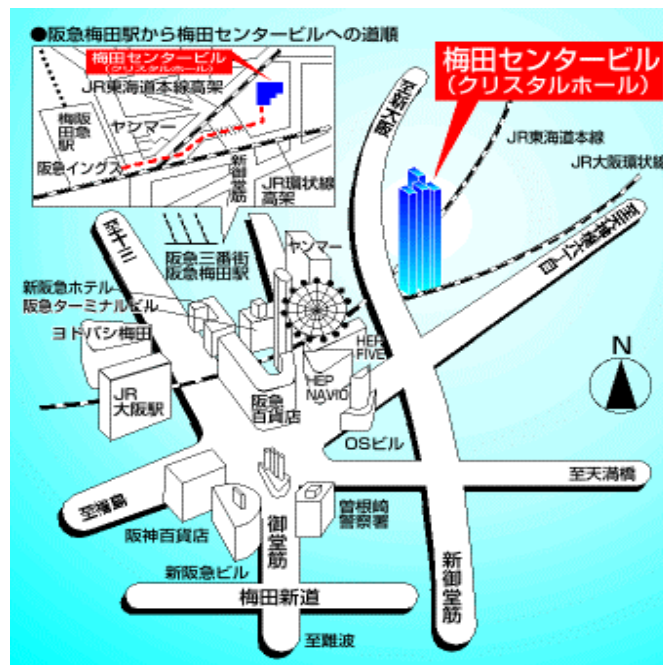 ●阪急梅田駅から梅田センタービルへの道順
梅田センタービル
(クリスタルホール)
JR東海道本線高架
梅田
阪急
駅
ヤンマー
阪急イングス
新御堂筋
JR環状線
高架
梅田センタービル
(クリスタルホール)
至新大阪
JR東海道本線
JR大阪環状線
至十三
阪急三番街
阪急梅田駅
ヤンマー
新阪急ホテル
阪急ターミナルビル
ヨドバシ梅田
HEP
FIVE
HEP
NAVIO
JR
大阪駅
阪急
百貨店
OSビル
N
至天満橋
至福島
阪神百貨店
御堂筋
曽根崎
警察署
新阪急ビル
梅田新道
新御堂筋
至難波